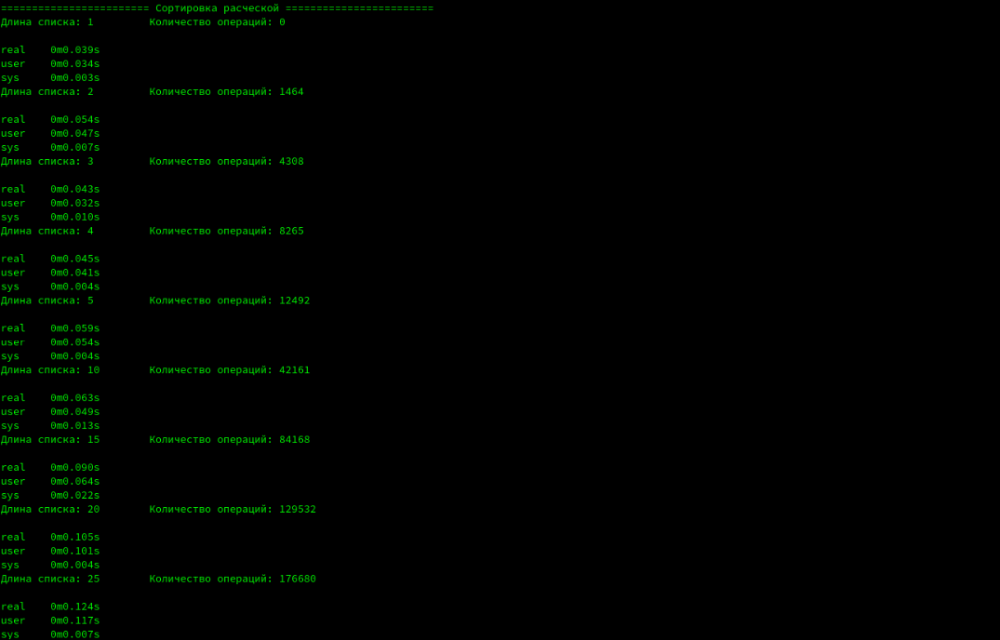 ======================== Сортировка расческой ========================
Длина списка: 1         Количество операций: 0
real    0m0.039s
user    0m0.034s
sys     0m0.003s
Длина списка: 2         Количество операций: 1464
real    0m0.054s
user    0m0.047s
sys     0m0.007s
Длина списка: 3         Количество операций: 4308
real    0m0.043s
user    0m0.032s
sys     0m0.010s
Длина списка: 4         Количество операций: 8265
real    0m0.045s
user    0m0.041s
sys     0m0.004s
Длина списка: 5         Количество операций: 12492
real    0m0.059s
user    0m0.054s
sys     0m0.004s
Длина списка: 10        Количество операций: 42161
real    0m0.063s
user    0m0.049s
sys     0m0.013s
Длина списка: 15        Количество операций: 84168
real    0m0.090s
user    0m0.064s
sys     0m0.022s
Длина списка: 20        Количество операций: 129532
real    0m0.105s
user    0m0.101s
sys     0m0.004s
Длина списка: 25        Количество операций: 176680
real    0m0.124s
user    0m0.117s
sys     0m0.007s